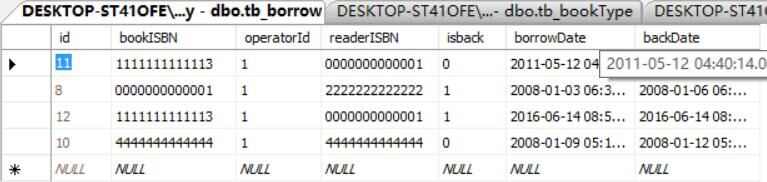 DESKTOP-ST41OFE\...y - dbo.tb_borrow DESKTOP-ST41OFE\...- dbo.tb_bookType DESKTOP-ST41
id bookISBN operatorId readerISBN isback borrowDate backDate
11 1111111111113 1 0000000000001 0 2011-05-12 04 2011-05-12 04:40:14.0
8 0000000000001 1 2222222222222 1 2008-01-03 06:3... 2008-01-06 06:...
12 1111111111113 1 0000000000001 1 2016-06-14 08:5... 2016-06-14 08:...
10 4444444444444 1 4444444444444 0 2008-01-09 05:1... 2008-01-12 05:...
NULL NULL NULL NULL NULL NULL NULL